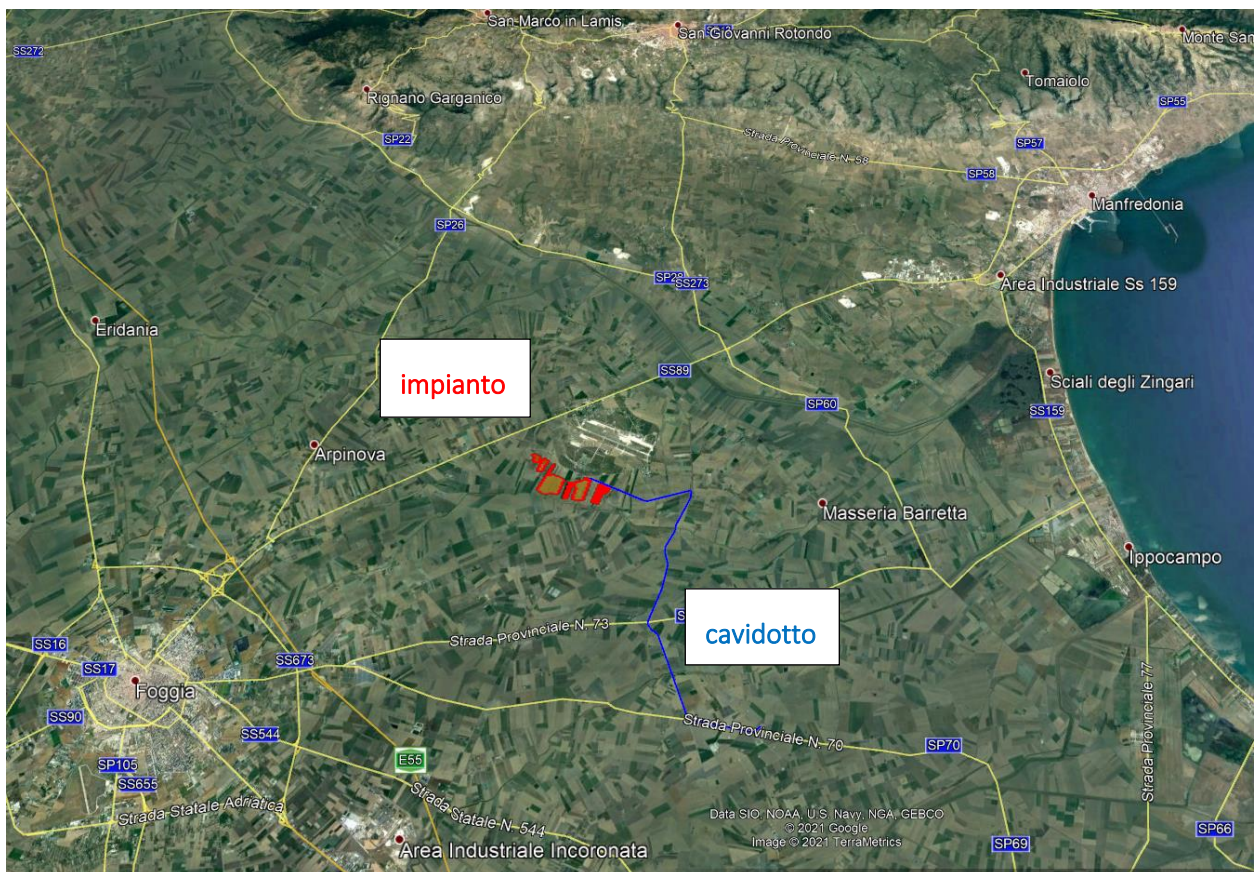 San Marco in Lamis
San Giovanni Rotondo
Monte San
SS272
Tomaiolo
Rignano Garganico
SP55
SP22
Strada Provinciale N. 58
SP57
SP58
Manfredonia
SP26
SP28
SS273
Area Industriale Ss 159
Eridania
impianto
SS89
Sciali degli Zingari
SP60
SS159
Arpinova
Masseria Barretta
Ippocampo
cavidotto
Strada Provinciale N. 73
SS16
SS673
SS17
Foggia
Strada Provinciale 77
SS90
SS544
Strada Provinciale N. 70
SP70
E55
SP105
SS655
Strada Statale Adriatica
Strada Statale N. 544
Data SIO, NOAA, U.S. Navy, NGA, GEBCO
© 2021 Google
Image © 2021 TerraMetrics
SP66
SP69
Area Industriale Incoronata